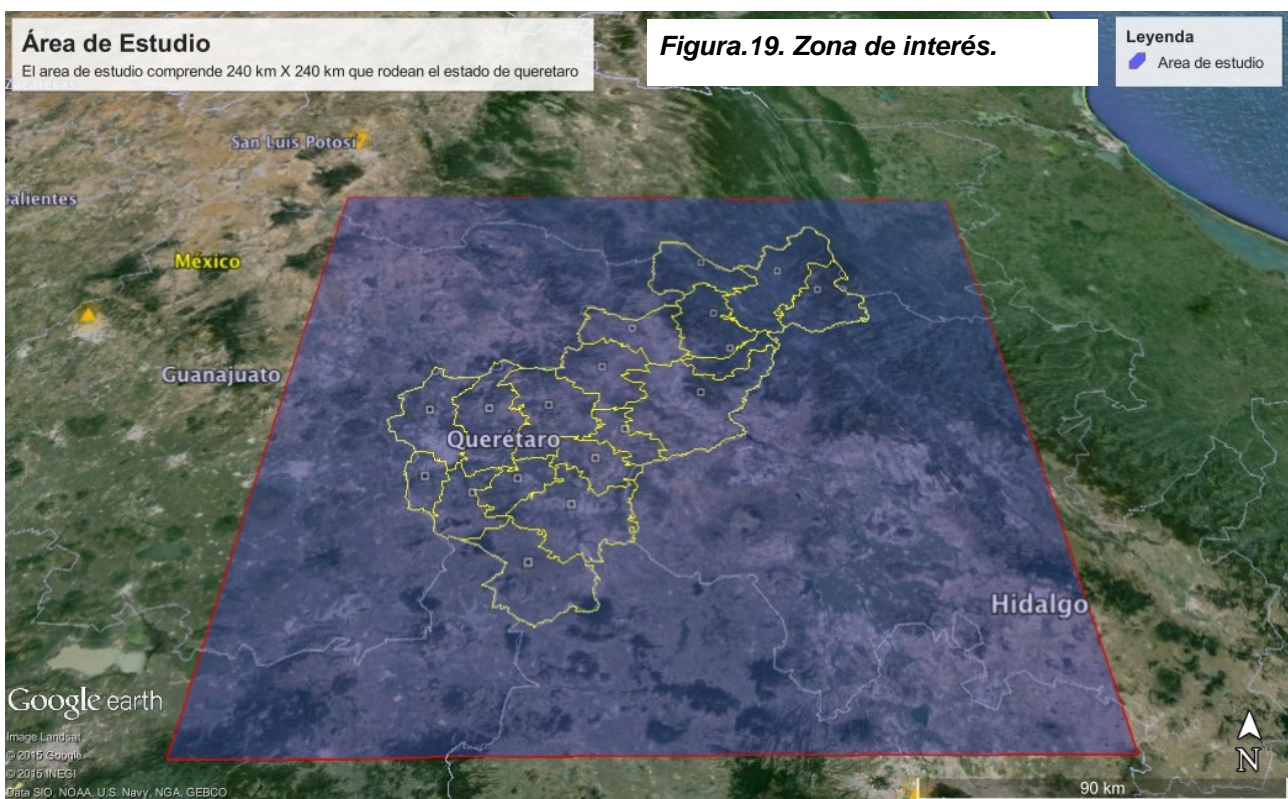 Área de Estudio
El area de estudio comprende 240 km X 240 km que rodean el estado de queretaro
Figura.19. Zona de interés.
Leyenda
Area de estudio
San Luis Potosí
calientes
México
Guanajuato
Querétaro
Hidalgo
Google earth
Image Landsat
© 2015 Google
© 2015 INEGI
Data SIO, NOAA, U.S. Navy, NGA, GEBCO
N
90 km